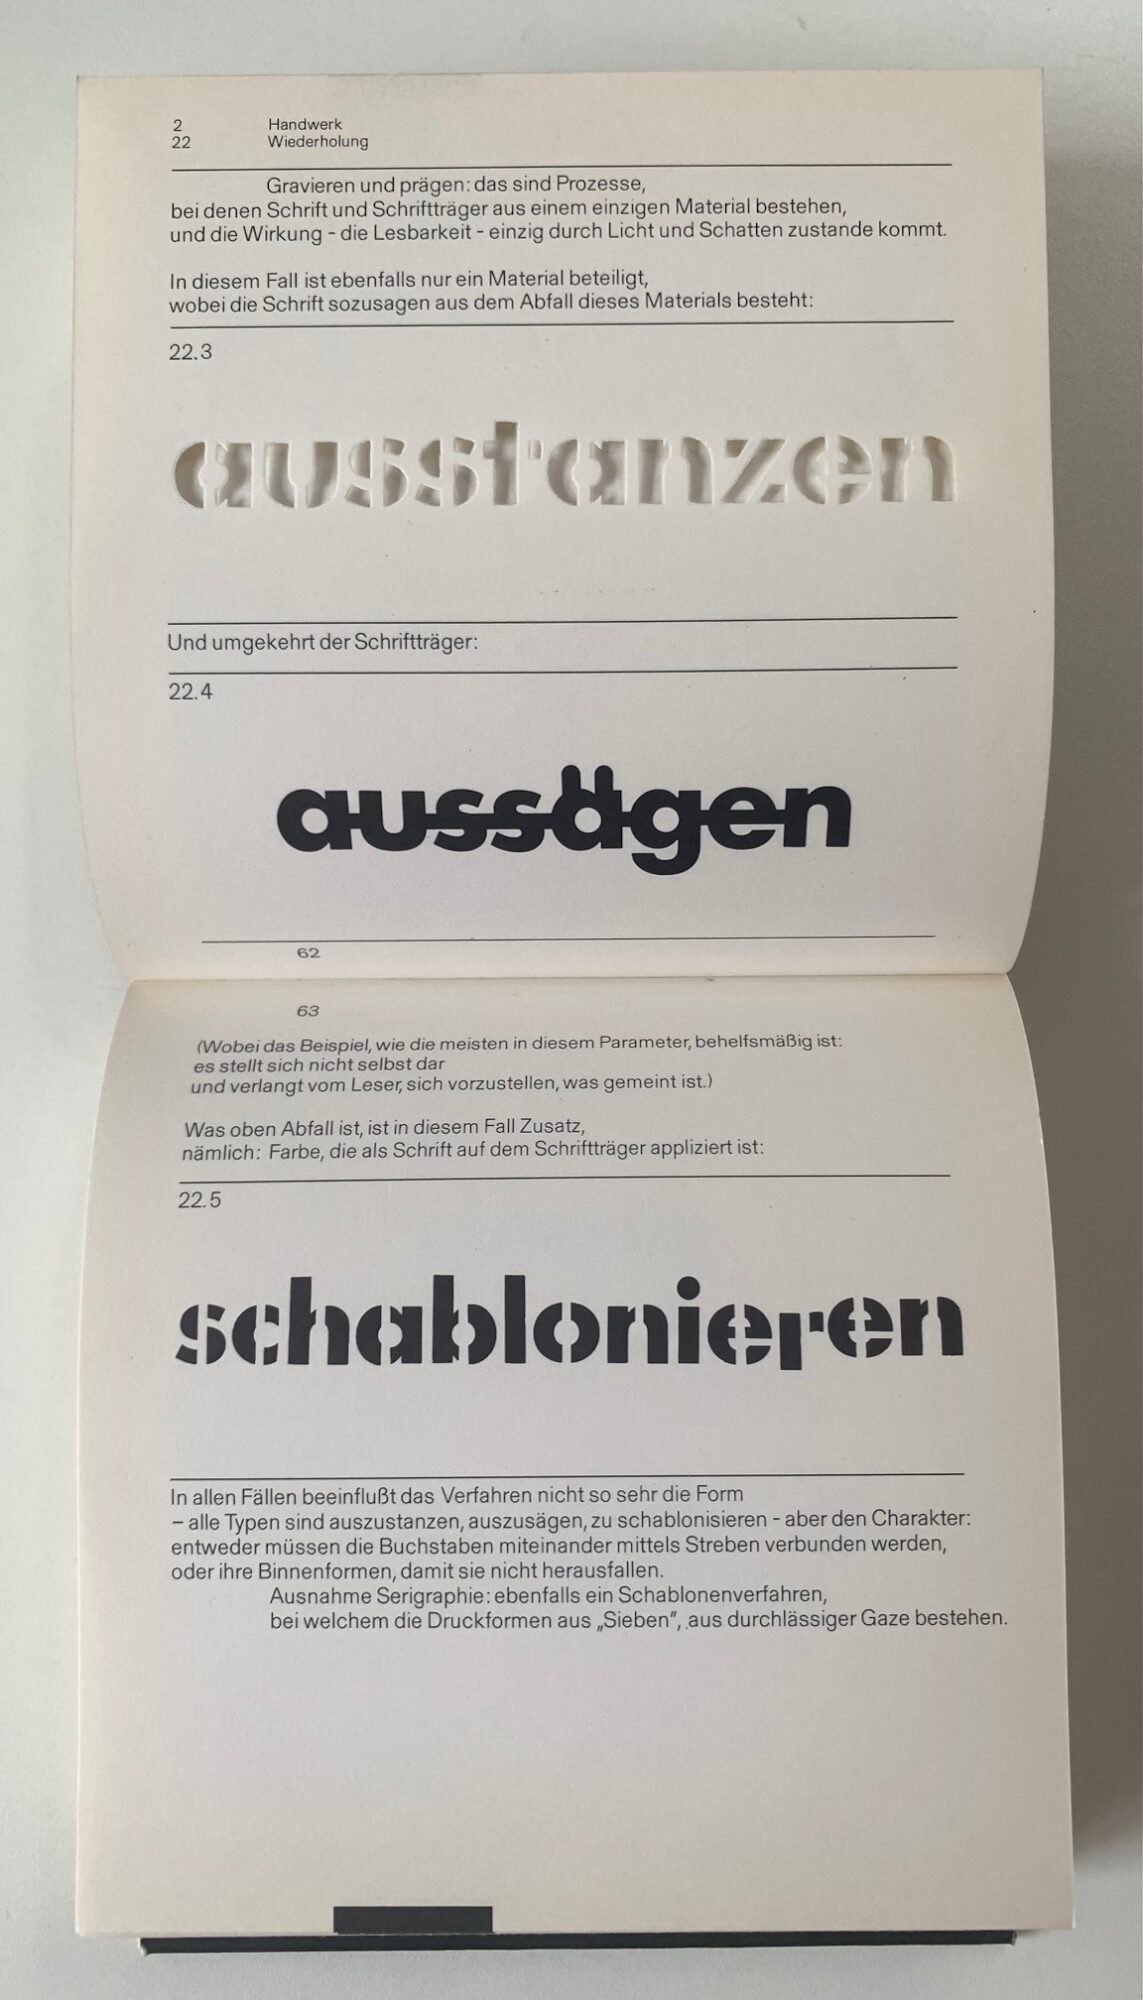 2 Handwerk
22 Wiederholung
Gravieren und prägen: das sind Prozesse,
bei denen Schrift und Schriftträger aus einem einzigen Material bestehen,
und die Wirkung - die Lesbarkeit - einzig durch Licht und Schatten zustande kommt.
In diesem Fall ist ebenfalls nur ein Material beteiligt,
wobei die Schrift sozusagen aus dem Abfall dieses Materials besteht:
22.3
ausstanzen
Und umgekehrt der Schriftträger:
22.4
aussägen
62
63
(Wobei das Beispiel, wie die meisten in diesem Parameter, behelfsmäßig ist:
es stellt sich nicht selbst dar
und verlangt vom Leser, sich vorzustellen, was gemeint ist.)
Was oben Abfall ist, ist in diesem Fall Zusatz,
nämlich: Farbe, die als Schrift auf dem Schriftträger appliziert ist:
22.5
schablonieren
In allen Fällen beeinflußt das Verfahren nicht so sehr die Form
– alle Typen sind auszustanzen, auszusägen, zu schablonisieren - aber den Charakter:
entweder müssen die Buchstaben miteinander mittels Streben verbunden werden,
oder ihre Binnenformen, damit sie nicht herausfallen.
Ausnahme Serigraphie: ebenfalls ein Schablonenverfahren,
bei welchem die Druckformen aus „Sieben”, aus durchlässiger Gaze bestehen.